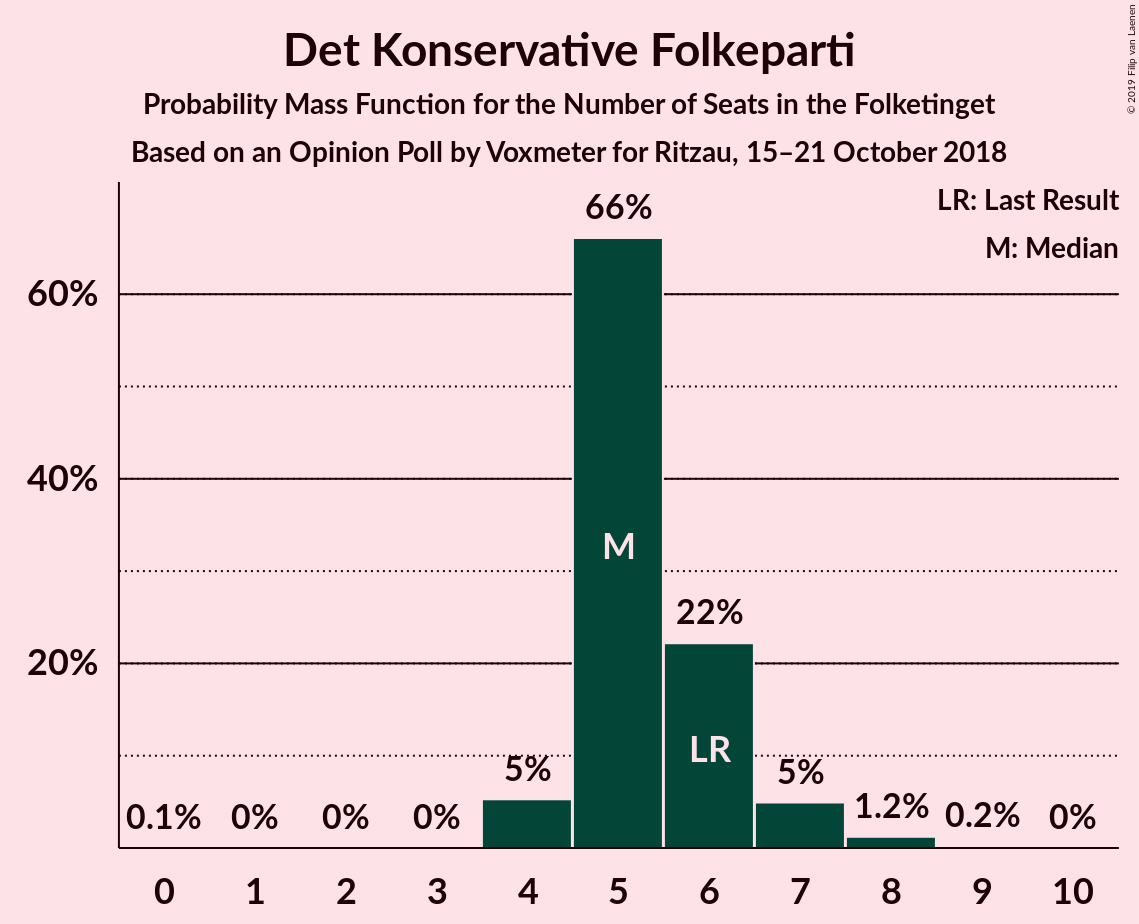 Det Konservative Folkeparti
Probability Mass Function for the Number of Seats in the Folketinget
Based on an Opinion Poll by Voxmeter for Ritzau, 15–21 October 2018
© 2019 Filip van Laenen
LR: Last Result
M: Median
66%
60%
40%
M
22%
20%
LR
5%
5%
0.1% 0% 0% 0% 1.2% 0.2% 0%
0 1 2 3 4 5 6 7 8 9 10